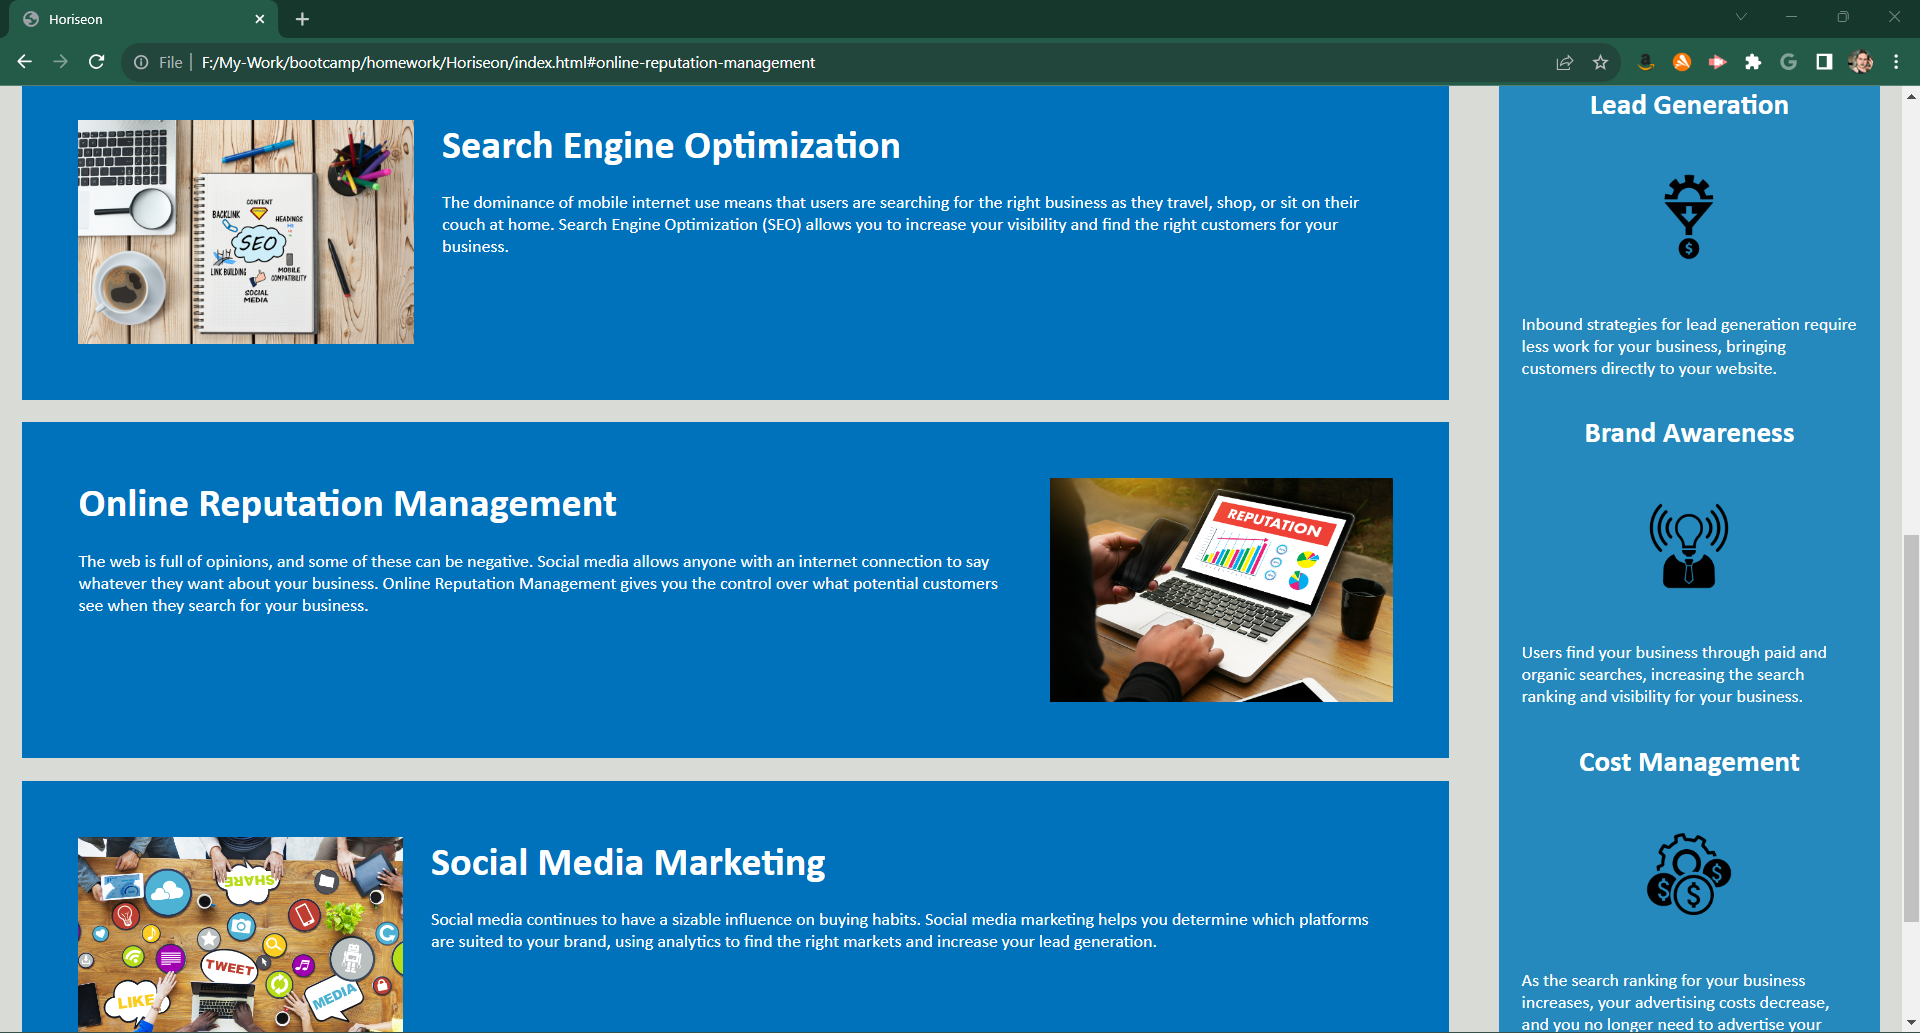 Horiseon
File
F:/My-Work/bootcamp/homework/Horiseon/index.html#online-reputation-management
CONTENT
BACKLINK
HEADINGS
SEO
LINK BUILDING
MOBILE
COMPATIBILITY
SOCIAL
MEDIA
Search Engine Optimization
The dominance of mobile internet use means that users are searching for the right business as they travel, shop, or sit on their
couch at home. Search Engine Optimization (SEO) allows you to increase your visibility and find the right customers for your
business.
Online Reputation Management
The web is full of opinions, and some of these can be negative. Social media allows anyone with an internet connection to say
whatever they want about your business. Online Reputation Management gives you the control over what potential customers
see when they search for your business.
REPUTATION
SHARE
TWEET
LIKE
MEDIA
Social Media Marketing
Social media continues to have a sizable influence on buying habits. Social media marketing helps you determine which platforms
are suited to your brand, using analytics to find the right markets and increase your lead generation.
Lead Generation
$
Inbound strategies for lead generation require
less work for your business, bringing
customers directly to your website.
Brand Awareness
Users find your business through paid and
organic searches, increasing the search
ranking and visibility for your business.
Cost Management
$ $ $
As the search ranking for your business
increases, your advertising costs decrease,
and you no longer need to advertise your